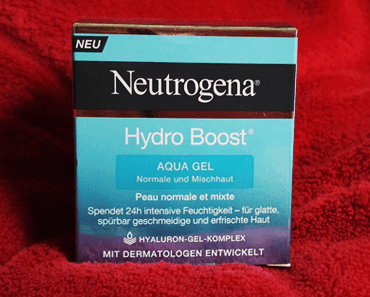 NEU
Neutrogena®
Hydro Boost®
AQUA GEL
Normale und Mischhaut
Peau normale et mixte
Spendet 24h intensive Feuchtigkeit – für glatte,
spürbar geschmeidige und erfrischte Haut
HYALURON-GEL-KOMPLEX
MIT DERMATOLOGEN ENTWICKELT